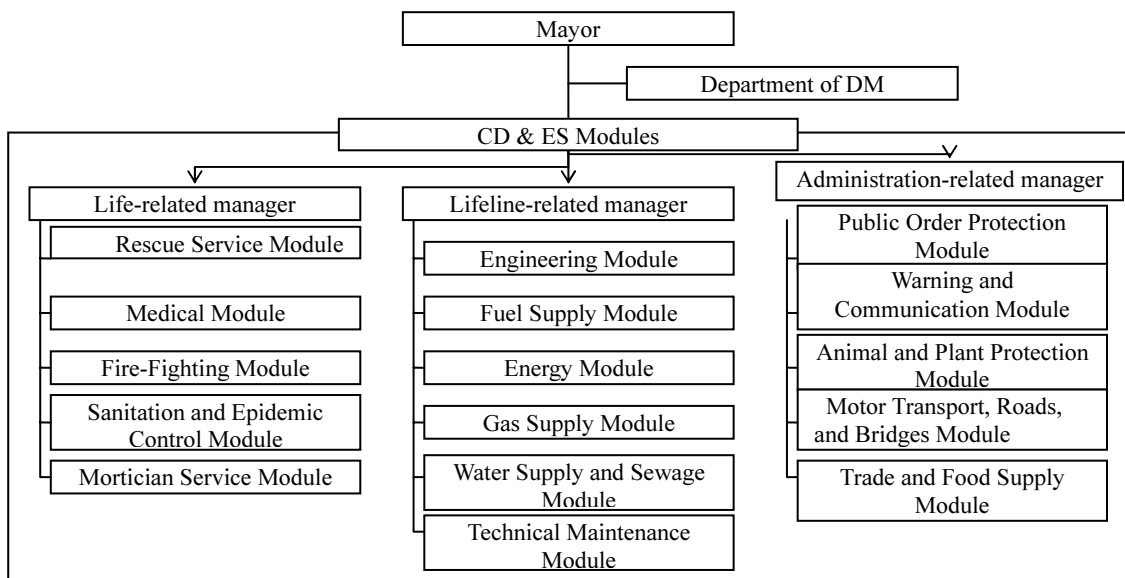 Mayor
Department of DM
CD & ES Modules
Life-related manager
Rescue Service Module
Medical Module
Fire-Fighting Module
Sanitation and Epidemic
Control Module
Mortician Service Module
Lifeline-related manager
Engineering Module
Fuel Supply Module
Energy Module
Gas Supply Module
Water Supply and Sewage
Module
Technical Maintenance
Module
Administration-related manager
Public Order Protection
Module
Warning and
Communication Module
Animal and Plant Protection
Module
Motor Transport, Roads,
and Bridges Module
Trade and Food Supply
Module